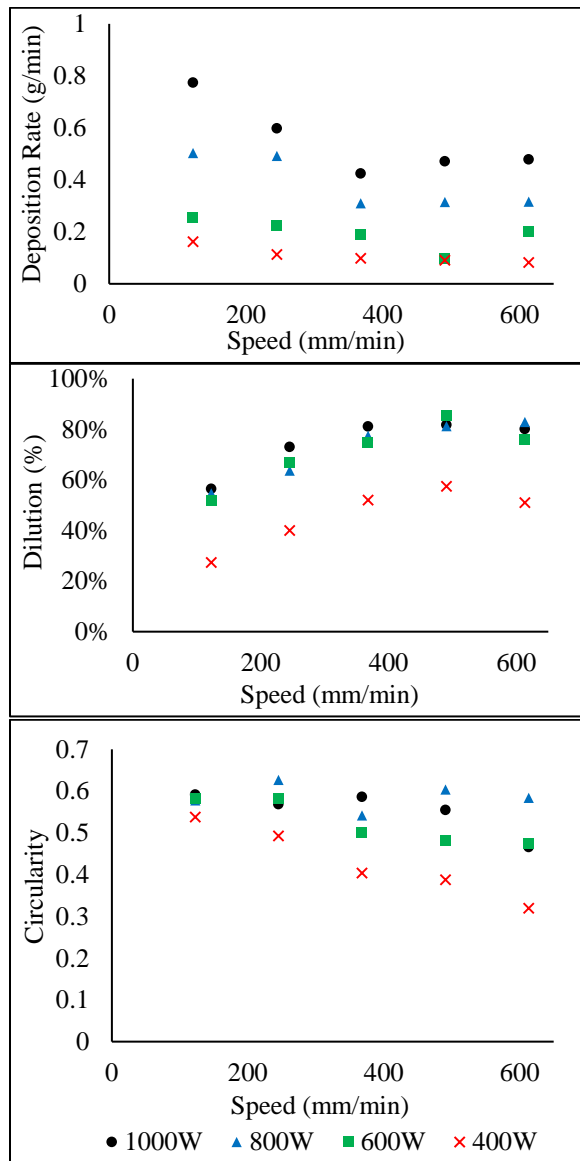 Deposition Rate (g/min)
1
0.8
0.6
0.4
0.2
0
0 200 400 600
Speed (mm/min)
Dilution (%)
100%
80%
60%
40%
20%
0%
0 200 400 600
Speed (mm/min)
Circularity
0.7
0.6
0.5
0.4
0.3
0.2
0.1
0
0 200 400 600
Speed (mm/min)
1000W 800W 600W 400W